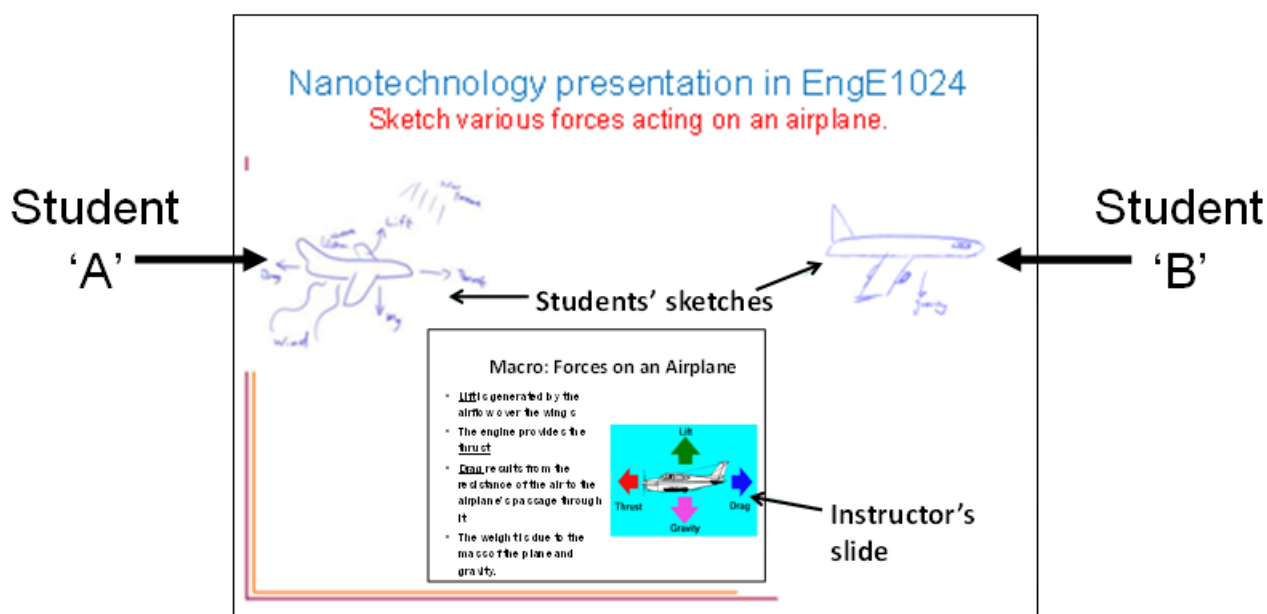 Nanotechnology presentation in EngE1024
Sketch various forces acting on an airplane.
Student
'A'
Student
'B'
Lift
Drag
Thrust
mg
Wind
gravity
Students' sketches
Macro: Forces on an Airplane
• Lift is generated by the
airflow over the wings
• The engine provides the
thrust
• Drag results from the
resistance of the air to the
airplane's passage through
it
• The weight is due to the
mass of the plane and
gravity.
Lift
Thrust
Drag
Gravity
Instructor's
slide